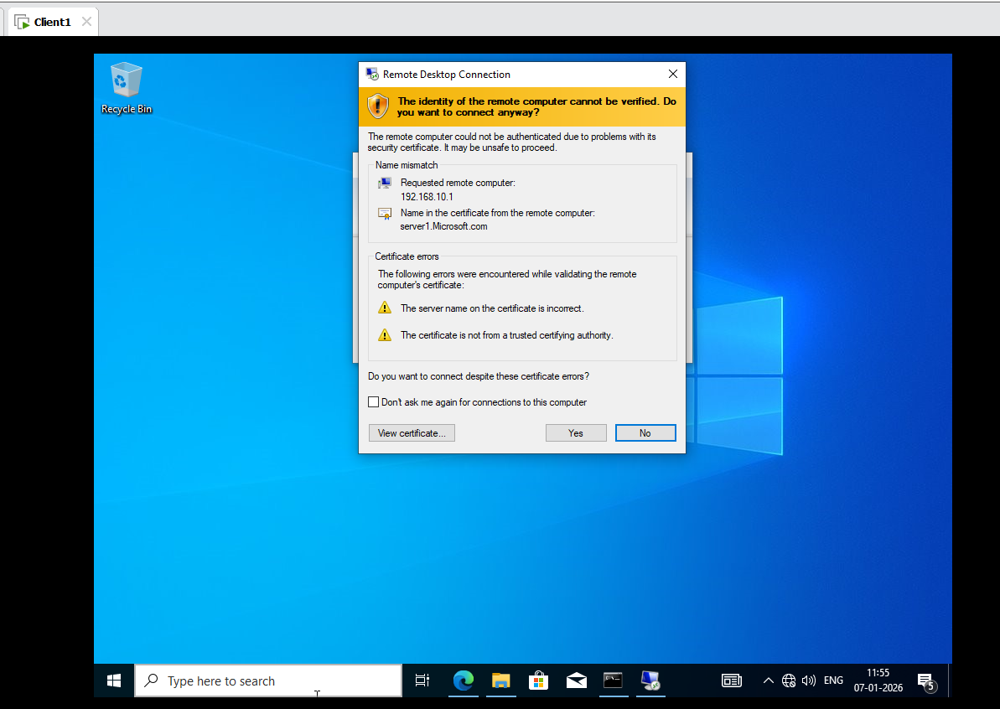 Client1
Recycle Bin
Remote Desktop Connection
The identity of the remote computer cannot be verified. Do
you want to connect anyway?
The remote computer could not be authenticated due to problems with its
security certificate. It may be unsafe to proceed.
Name mismatch
Requested remote computer:
192.168.10.1
Name in the certificate from the remote computer:
server1.Microsoft.com
Certificate errors
The following errors were encountered while validating the remote
computer's certificate:
The server name on the certificate is incorrect.
The certificate is not from a trusted certifying authority.
Do you want to connect despite these certificate errors?
Don't ask me again for connections to this computer
View certificate... Yes No
Type here to search
ENG
11:55
07-01-2026
5